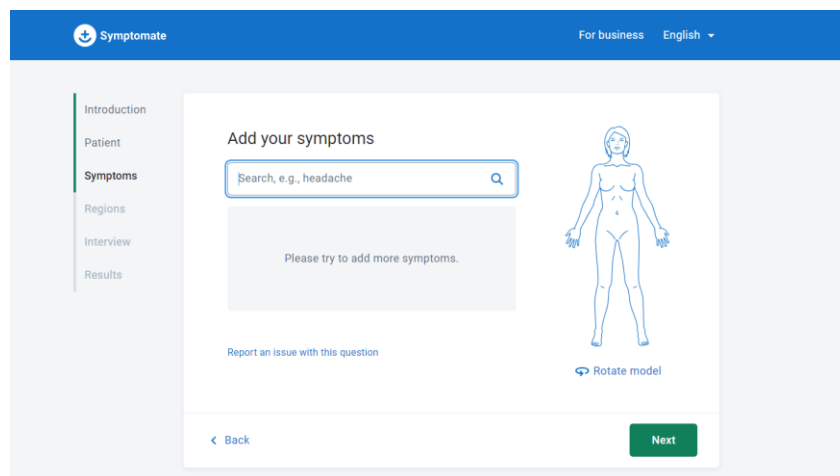 Symptomate
For business
English
Introduction
Patient
Symptoms
Regions
Interview
Results
Add your symptoms
Search, e.g., headache
Please try to add more symptoms.
Report an issue with this question
Rotate model
Back
Next